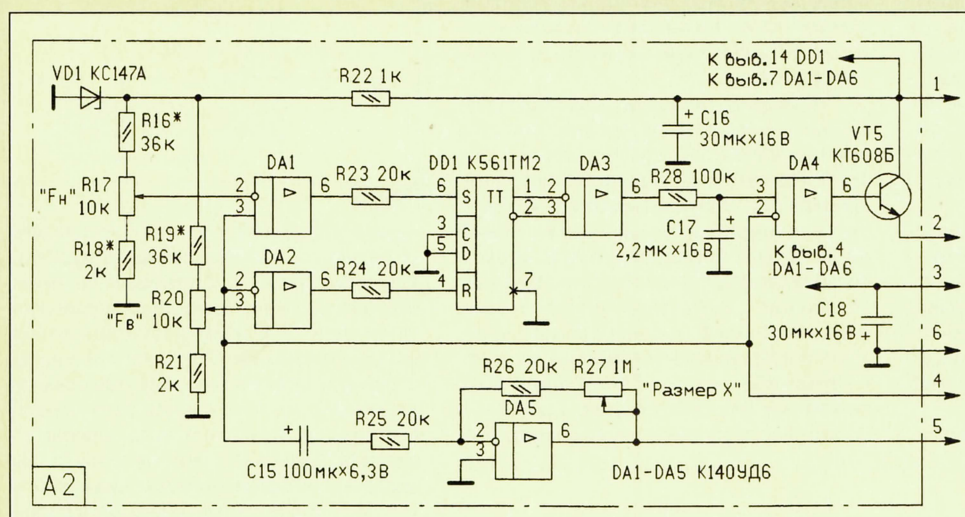 К выв.14 DD1
К выв.7 DA1-DA6
1
VD1 КС147А
R22 1к
R16*
36к
C16
30мк×16В
VT5
КТ608Б
DA1
R23 20к
DD1 К561ТМ2
DA3
R28 100к
DA4
"Fн"
R17
10к
2
3
6
6
S
TT
1
2
2
3
6
3
2
6
C17
2,2мк×16В
2
R18*
2к
R19*
36к
3
5
C
D
К выв.4
DA1-DA6
3
DA2
R24 20к
R20
10к
"Fв"
2
3
6
4
R
7
C18
30мк×16В
6
R21
2к
R26 20к
R27 1М
"Размер X"
4
R25 20к
DA5
2
3
6
5
C15 100мк×6,3В
DA1-DA5 К140УД6
А2